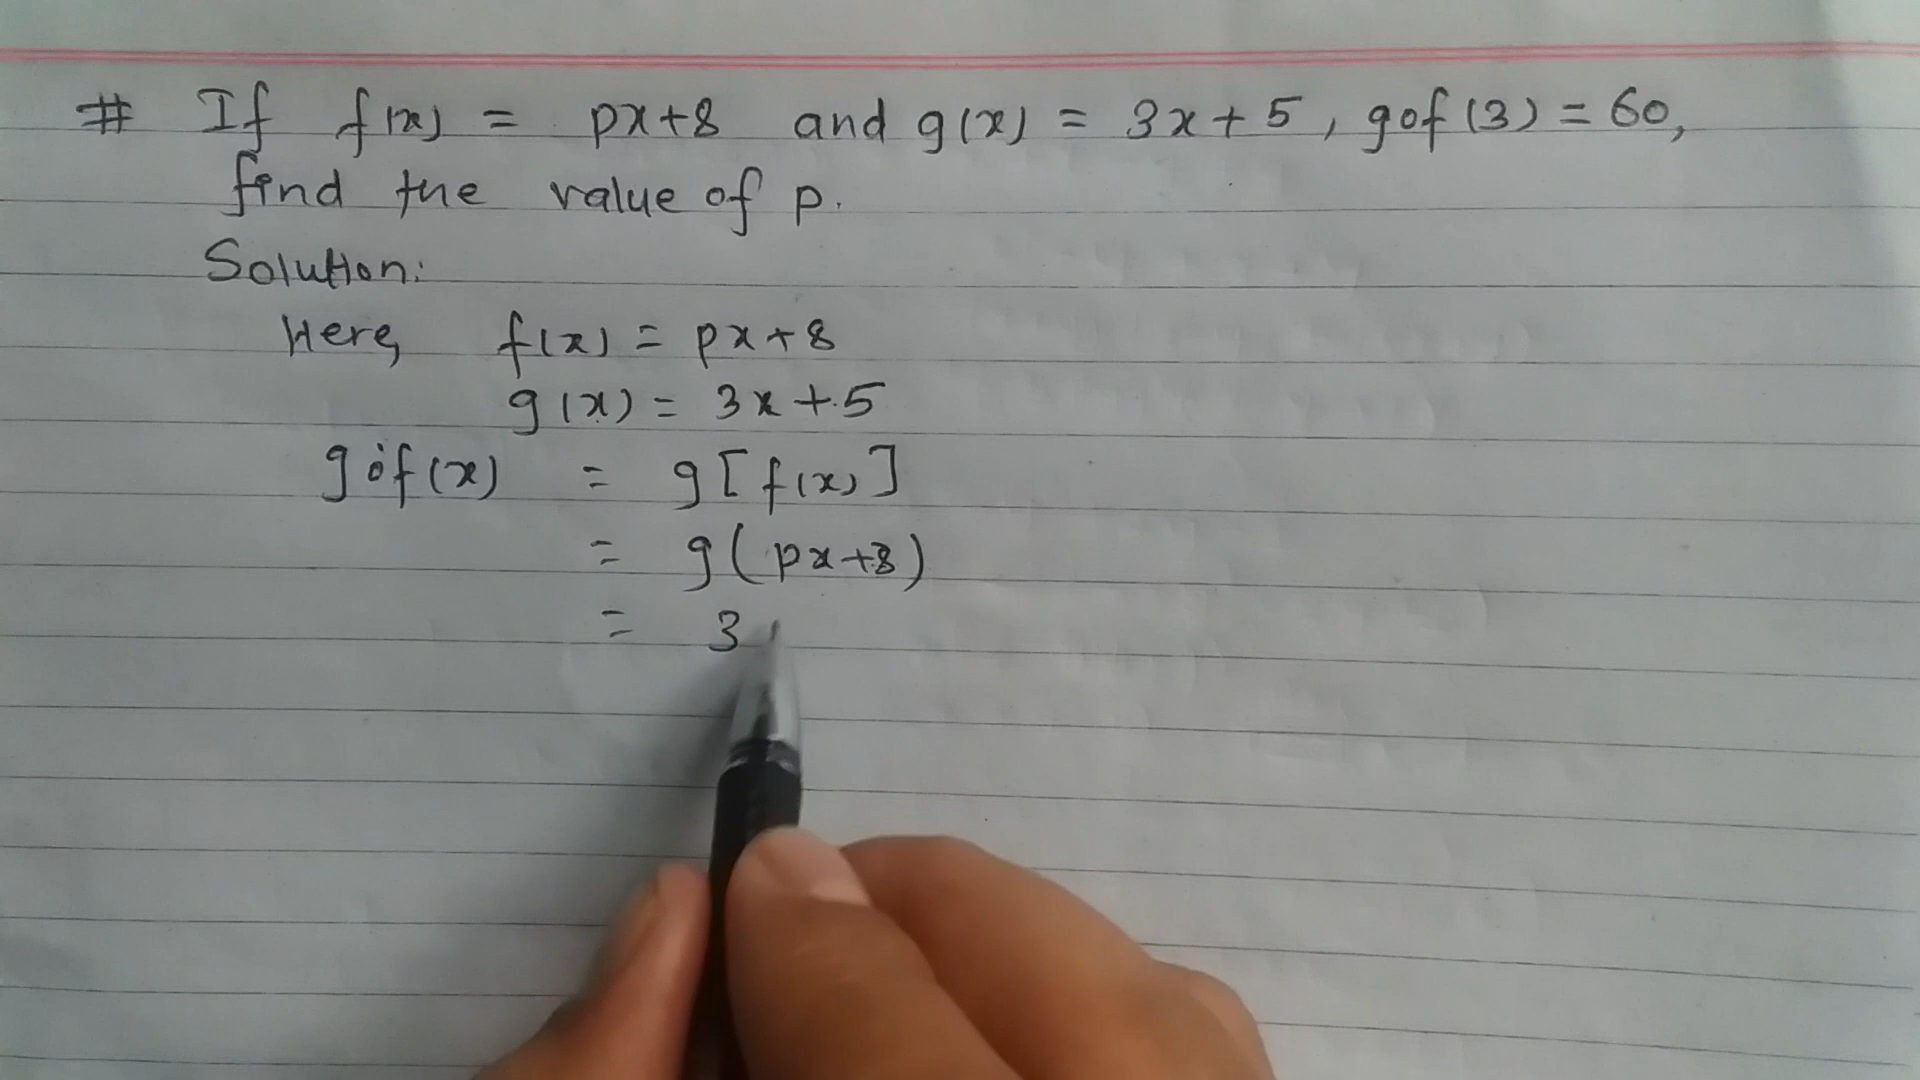 # If f(x) = px+8 and g(x) = 3x+5, gof(3) = 60,
find the value of p.
Solution:
Here, f(x) = px+8
g(x) = 3x+5
gof(x) = g[f(x)]
= g(px+8)
= 3